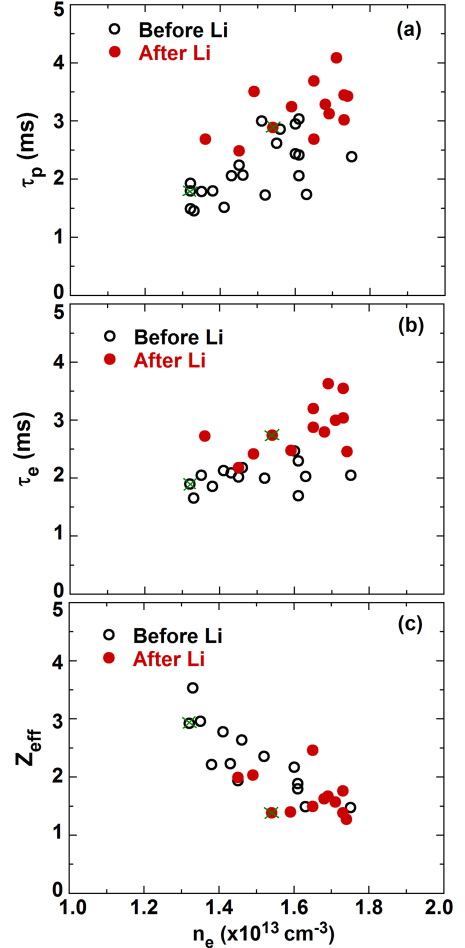 5
(a)
Before Li
After Li
4
3
τp (ms)
2
1
0
5
(b)
Before Li
After Li
4
3
τe (ms)
2
1
0
5
(c)
Before Li
After Li
4
3
Zeff
2
1
0
1.0 1.2 1.4 1.6 1.8 2.0
ne (x10¹³ cm⁻³)